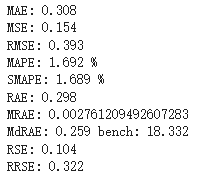 MAE: 0.308
MSE: 0.154
RMSE: 0.393
MAPE: 1.692 %
SMAPE: 1.689 %
RAE: 0.298
MRAE: 0.002761209492607283
MdRAE: 0.259 bench: 18.332
RSE: 0.104
RRSE: 0.322